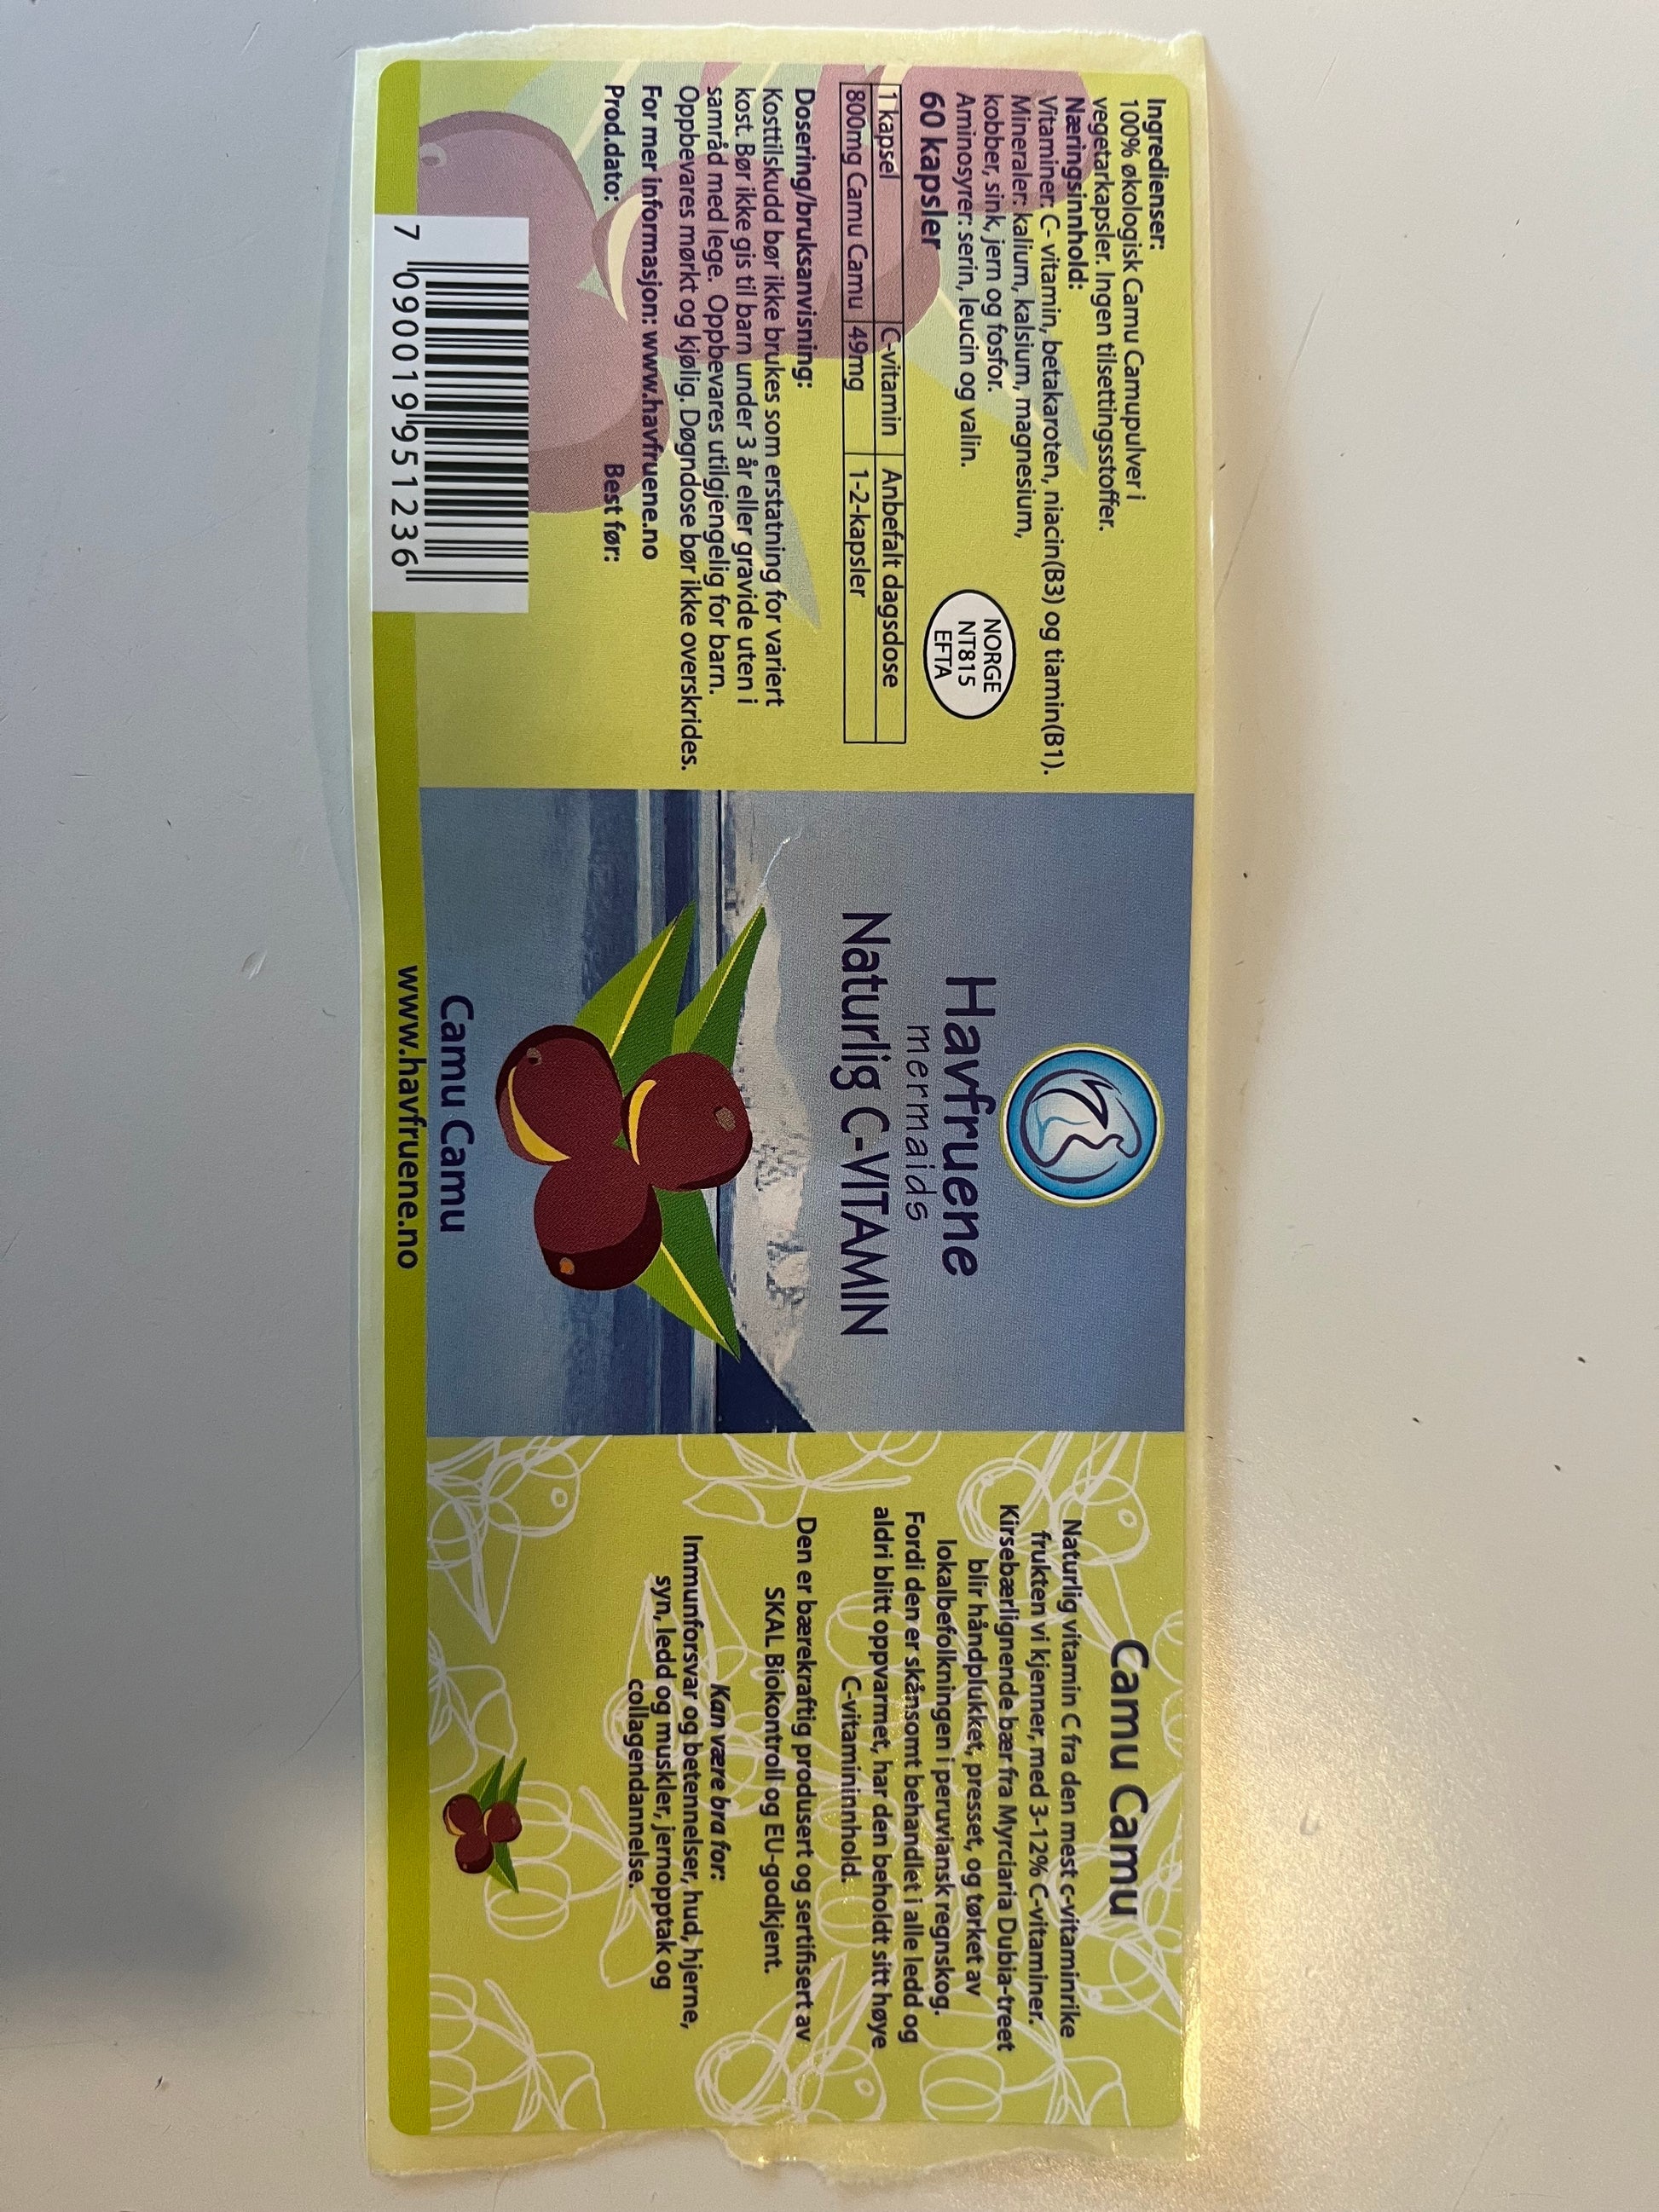 Ingredienser:
100% økologisk Camu Camupulver i
vegetarkapsler. Ingen tilsettingsstoffer.
Næringsinnhold:
Vitaminer: C- vitamin, betakaroten, niacin(B3) og tiamin(B1).
Mineraler: kalium, kalsium, magnesium,
kobber, sink, jern og fosfor.
Aminosyrer: serin, leucin og valin.
60 kapsler
NORGE
NT815
EFTA
1 kapsel C-vitamin Anbefalt dagsdose
800mg Camu Camu 49mg 1-2-kapsler
Dosering/bruksanvisning:
Kosttilskudd bør ikke brukes som erstatning for variert
kost. Bør ikke gis til barn under 3 år eller gravide uten i
samråd med lege. Oppbevares utilgjengelig for barn.
Oppbevares mørkt og kjølig. Døgndose bør ikke overskrides.
For mer informasjon: www.havfruene.no
Prod.dato: Best før:
7 090019 951236
Havfruene
mermaids
Naturlig C-VITAMIN
Camu Camu
www.havfruene.no
Camu Camu
Naturlig vitamin C fra den mest c-vitaminrike
frukten vi kjenner, med 3-12% C-vitaminer.
Kirsebærlignende bær fra Myrciaria Dubia-treet
blir håndplukket, presset, og tørket av
lokalbefolkningen i peruviansk regnskog.
Fordi den er skånsomt behandlet i alle ledd og
aldri blitt oppvarmet, har den beholdt sitt høye
C-vitamininnhold.
Den er bærekraftig produsert og sertifisert av
SKAL Biokontroll og EU-godkjent.
Kan være bra for:
Immunforsvar og betennelser, hud, hjerne,
syn, ledd og muskler, jernopptak og
collagendannelse.